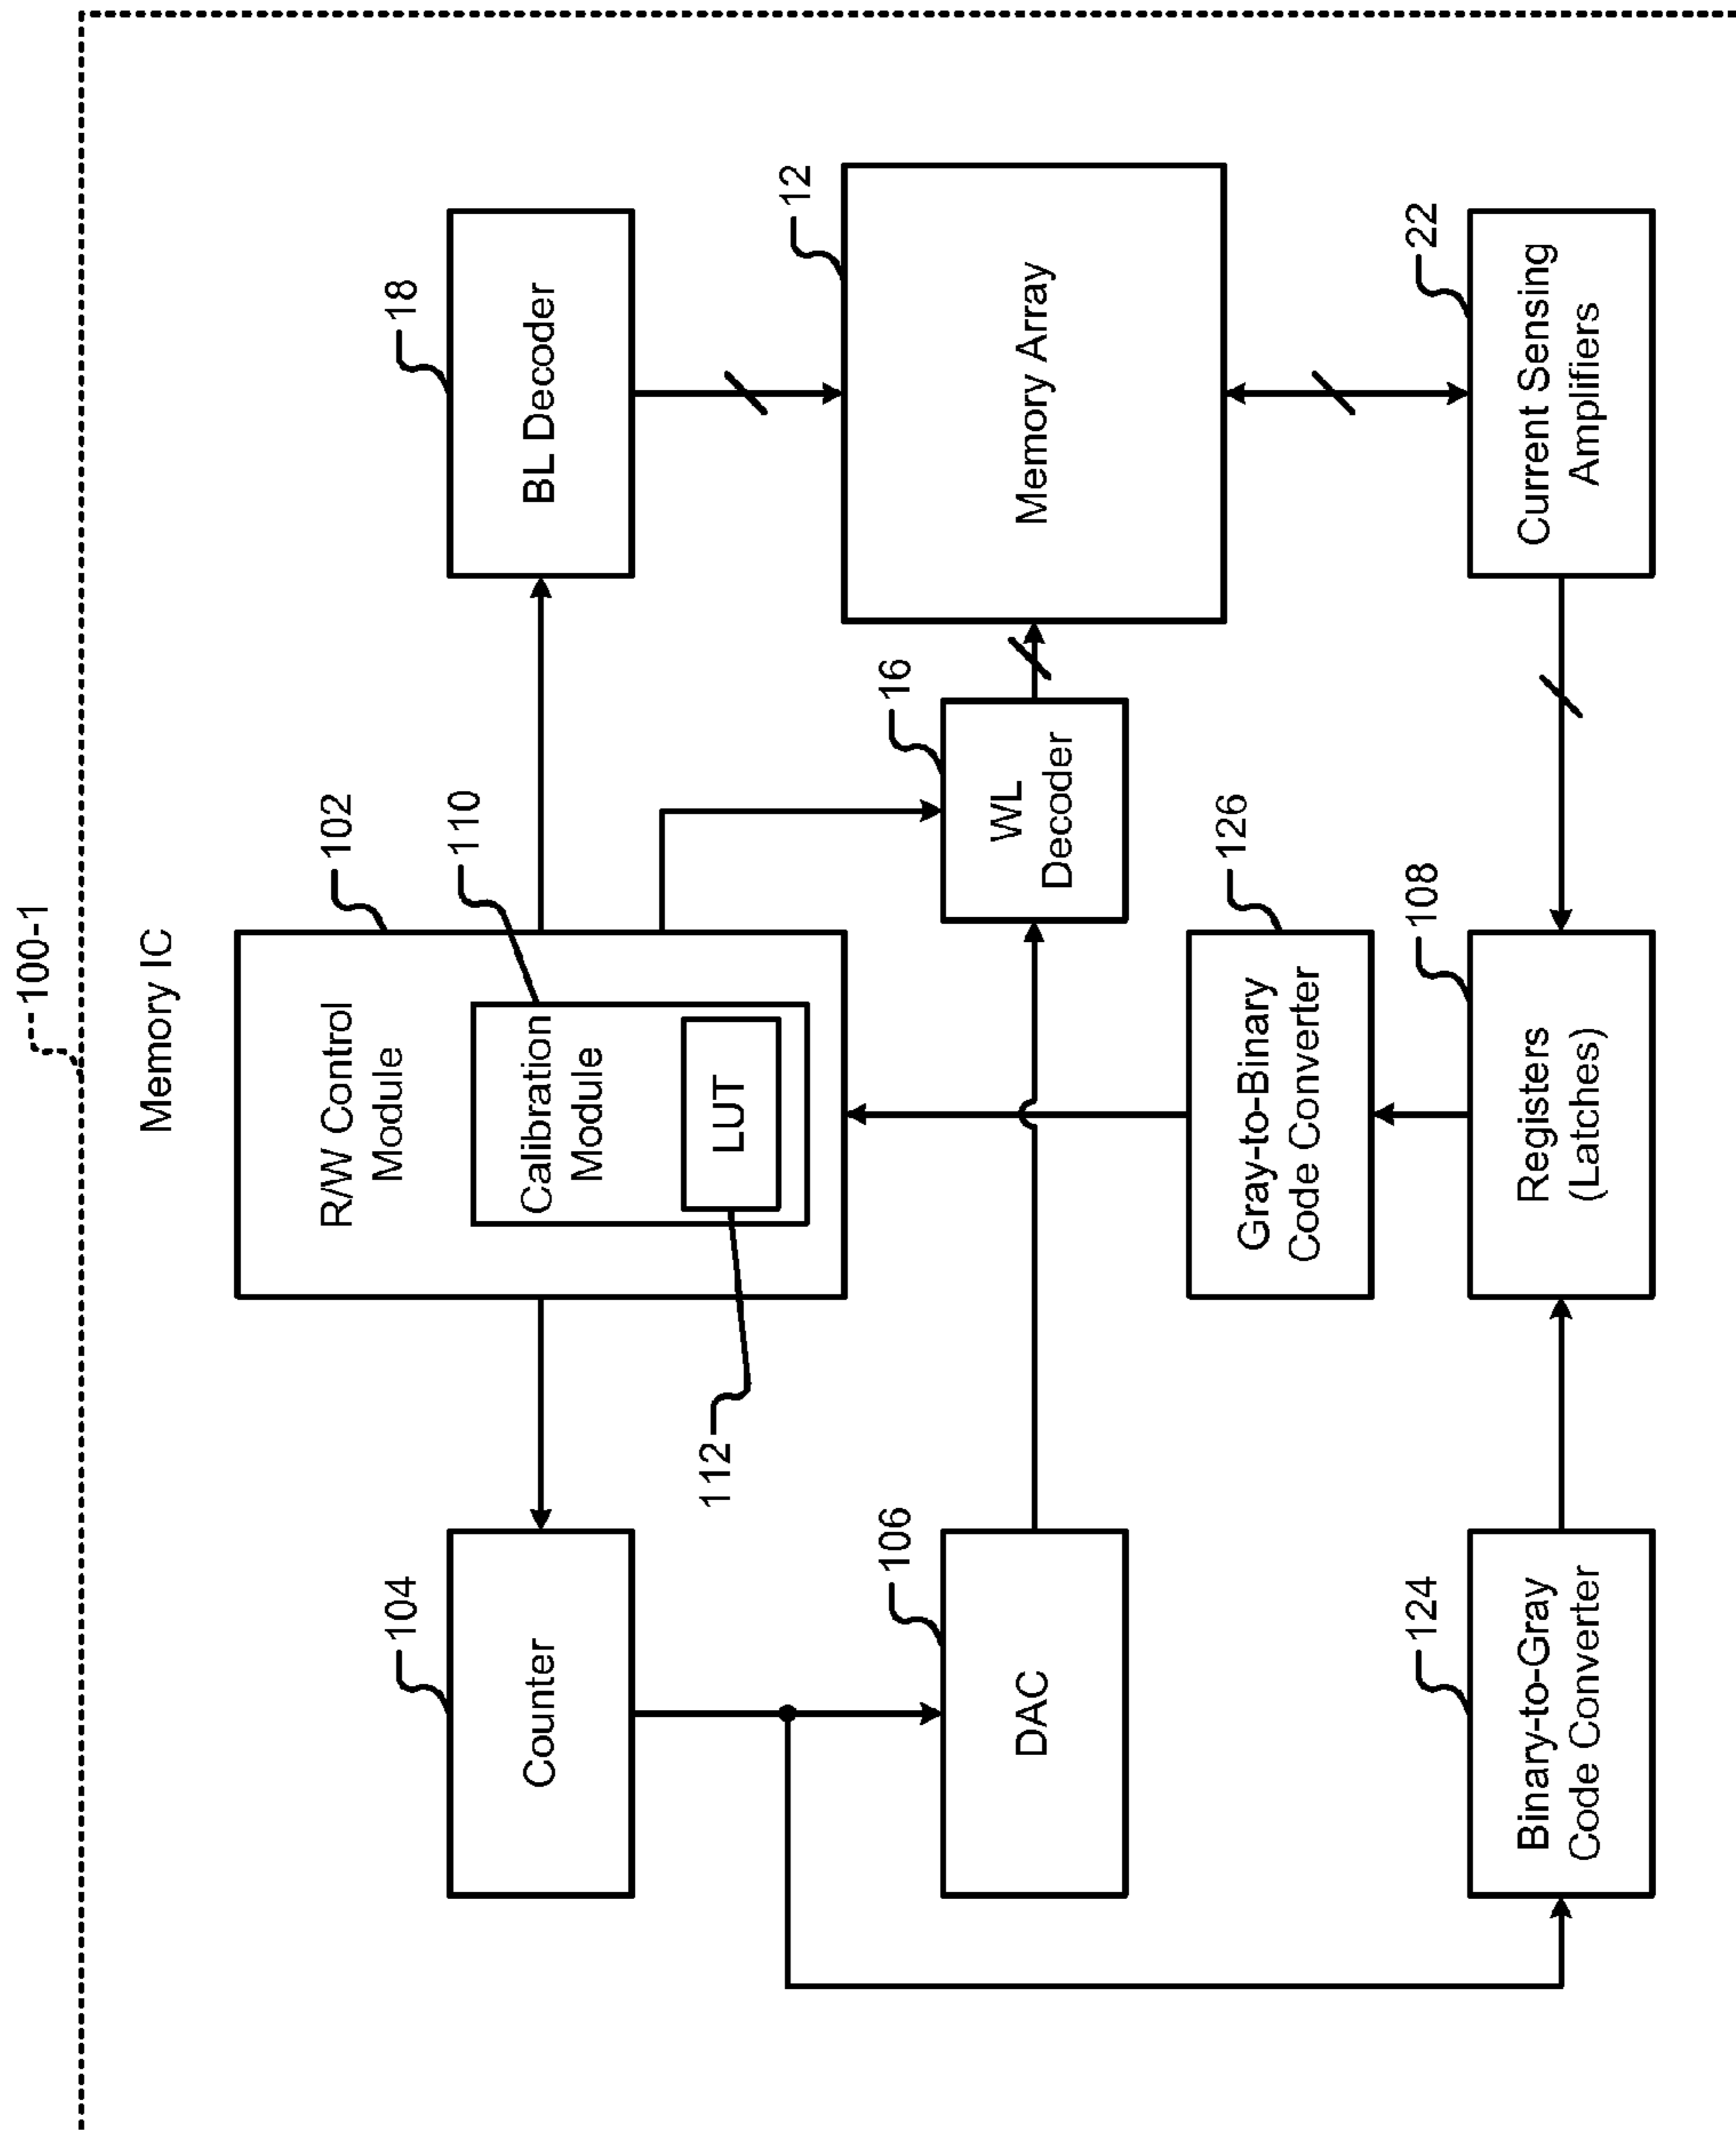 100-1
Memory IC
R/W Control
Module
102
Calibration
Module
110
LUT
112
Counter
104
BL Decoder
18
DAC
106
WL
Decoder
16
Memory Array
12
Gray-to-Binary
Code Converter
126
Binary-to-Gray
Code Converter
124
Registers
(Latches)
108
Current Sensing
Amplifiers
22